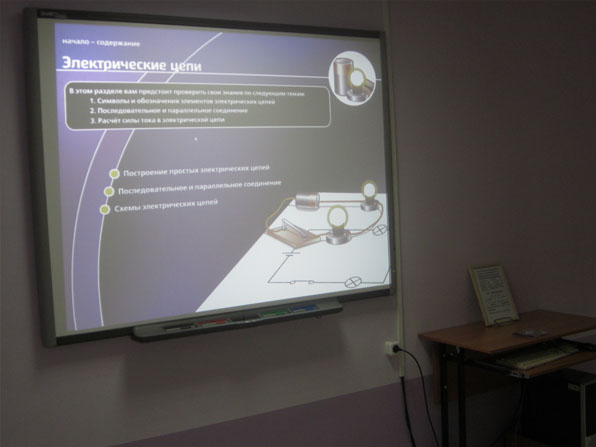 начало – содержание
Электрические цепи
В этом разделе вам предстоит проверить свои знания по следующим темам
1. Символы и обозначения элементов электрических цепей
2. Последовательное и параллельное соединение
3. Расчёт силы тока в электрической цепи
Построение простых электрических цепей
Последовательное и параллельное соединение
Схемы электрических цепей